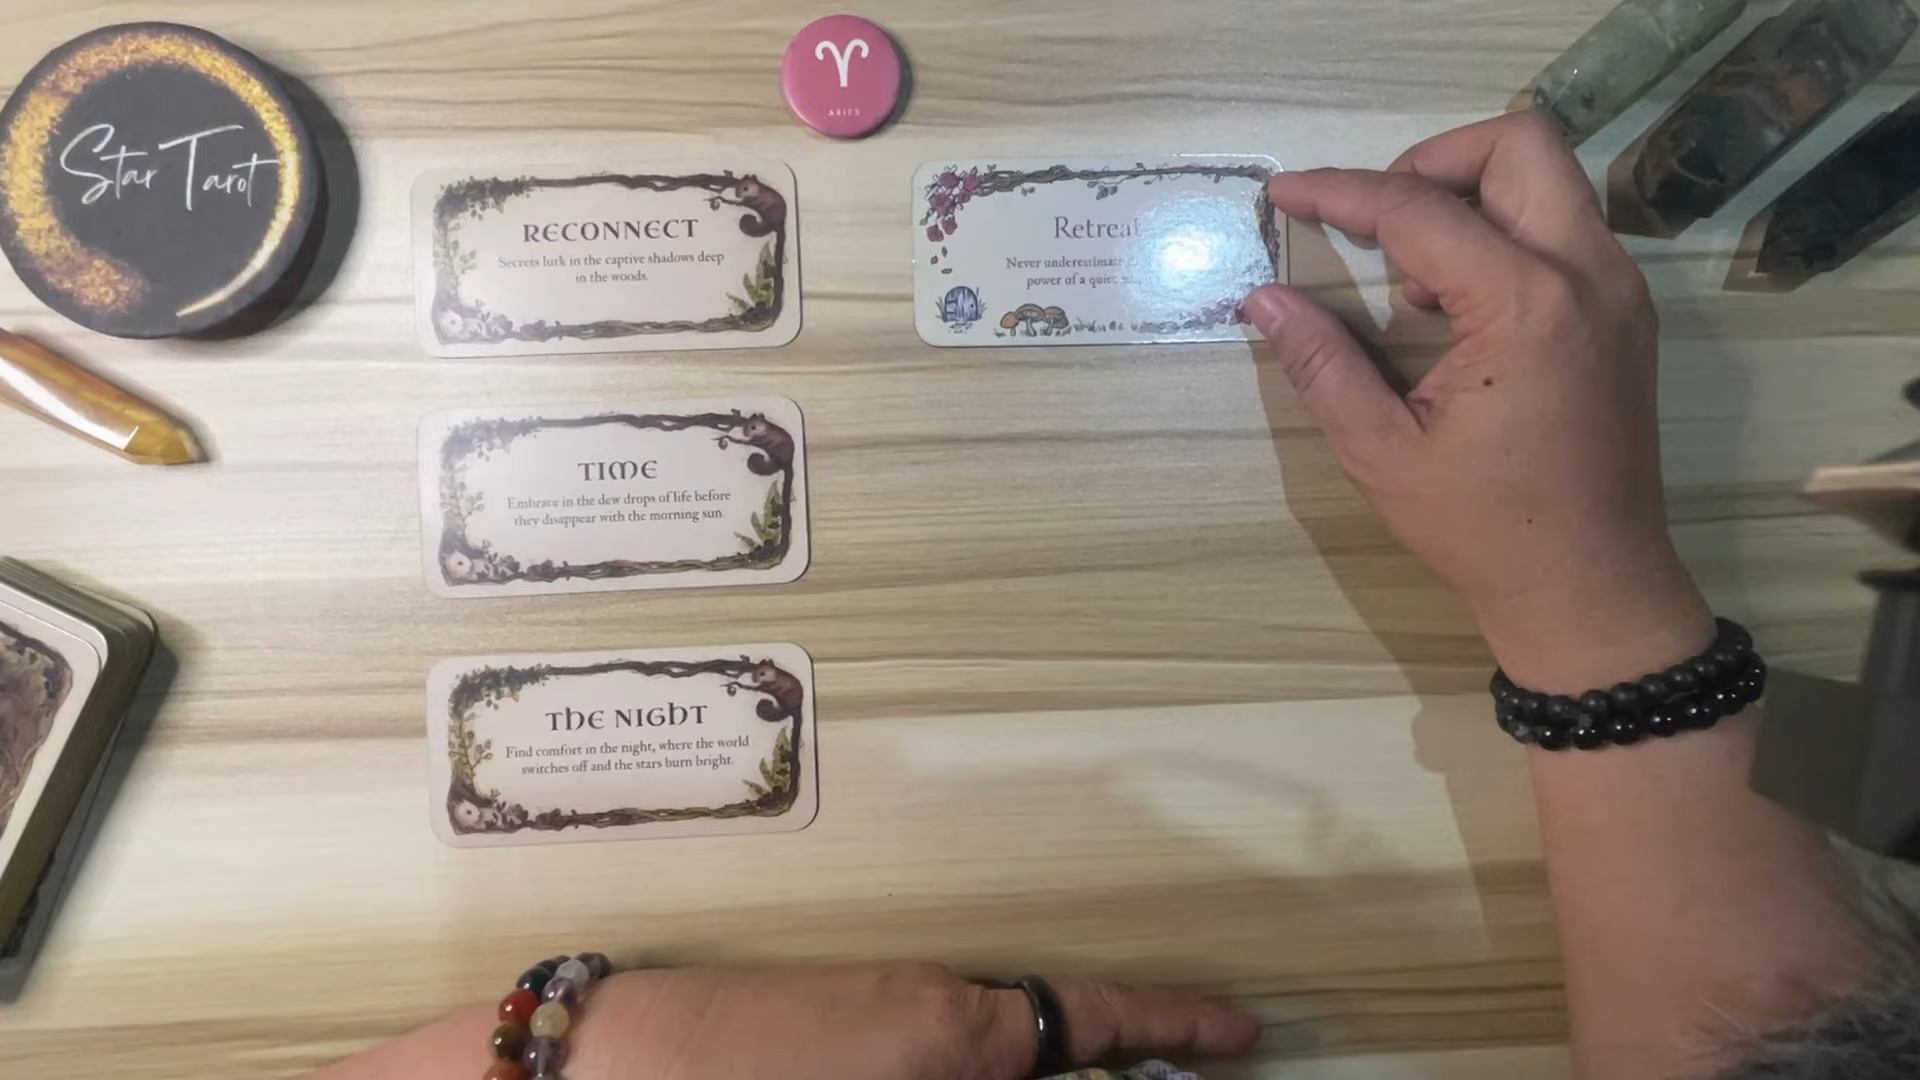 Star Tarot
ARIES
RECONNECT
Secrets lurk in the captive shadows deep
in the woods.
TIME
Embrace in the dew drops of life before
they disappear with the morning sun.
THE NIGHT
Find comfort in the night, where the world
switches off and the stars burn bright.
Retreat
Never underestimate
power of a quiet